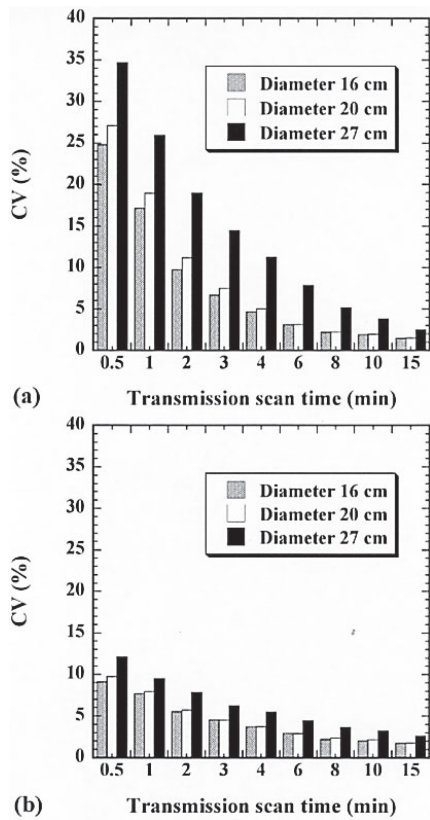 40
35
30
25
20
15
10
5
0
CV (%)
Diameter 16 cm
Diameter 20 cm
Diameter 27 cm
0.5 1 2 3 4 6 8 10 15
(a) Transmission scan time (min)
40
35
30
25
20
15
10
5
0
CV (%)
Diameter 16 cm
Diameter 20 cm
Diameter 27 cm
0.5 1 2 3 4 6 8 10 15
(b) Transmission scan time (min)